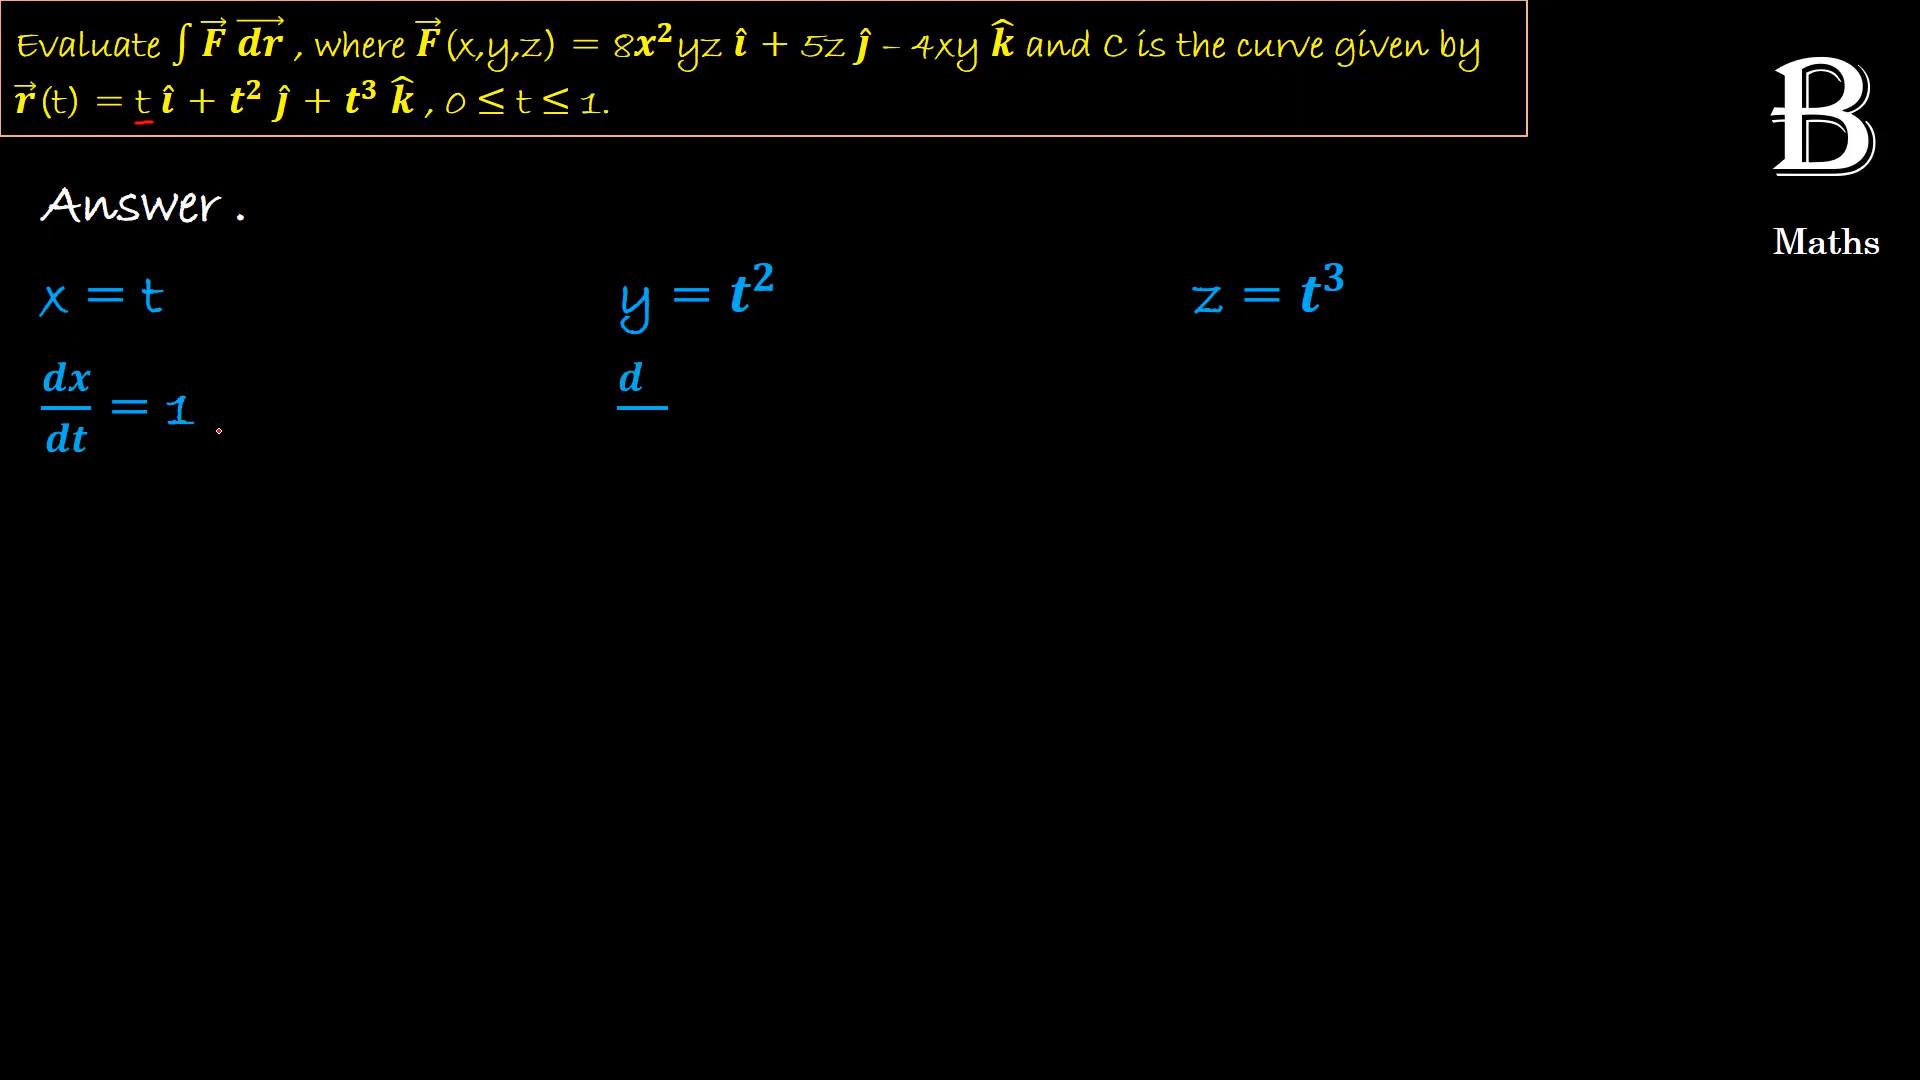 Evaluate ∫ F⃗ d⃗r , where F⃗ (x,y,z) = 8x²yz î + 5z ĵ – 4xy k̂ and C is the curve given by
r⃗ (t) = t î + t² ĵ + t³ k̂ , 0 ≤ t ≤ 1.
B
Maths
Answer .
x = t y = t² z = t³
dx/dt = 1 d